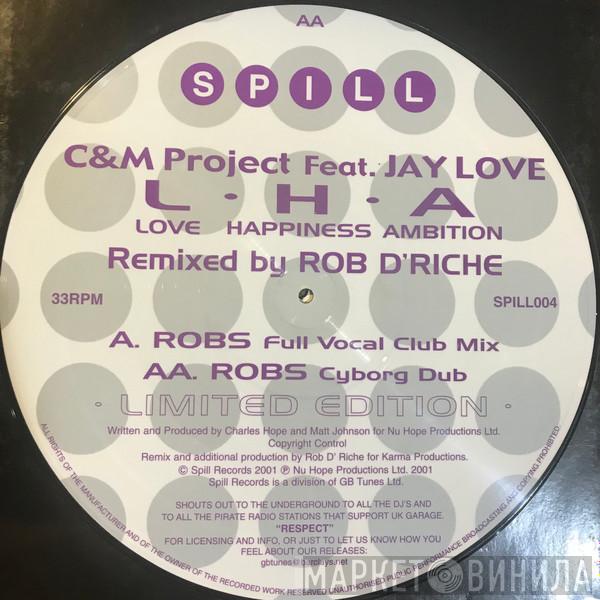 AA
SPILL
C&M Project Feat. JAY LOVE
L · H · A
LOVE HAPPINESS AMBITION
Remixed by ROB D'RICHE
33RPM
SPILL004
A. ROBS Full Vocal Club Mix
AA. ROBS Cyborg Dub
· LIMITED EDITION ·
Written and Produced by Charles Hope and Matt Johnson for Nu Hope Productions Ltd.
Copyright Control
Remix and additional production by Rob D' Riche for Karma Productions.
© Spill Records 2001 ℗ Nu Hope Productions Ltd. 2001
Spill Records is a division of GB Tunes Ltd.
SHOUTS OUT TO THE UNDERGROUND TO ALL THE DJ'S AND
TO ALL THE PIRATE RADIO STATIONS THAT SUPPORT UK GARAGE.
"RESPECT"
FOR LICENSING AND INFO, OR JUST TO LET US KNOW HOW YOU
FEEL ABOUT OUR RELEASES:
gbtunes@barclays.net
ALL RIGHTS OF THE MANUFACTURER AND OF THE OWNER OF THE RECORDED WORK RESERVED UNAUTHORISED PUBLIC PERFORMANCE BROADCASTING AND COPYING PROHIBITED.
МАРКЕТ ВИНИЛА